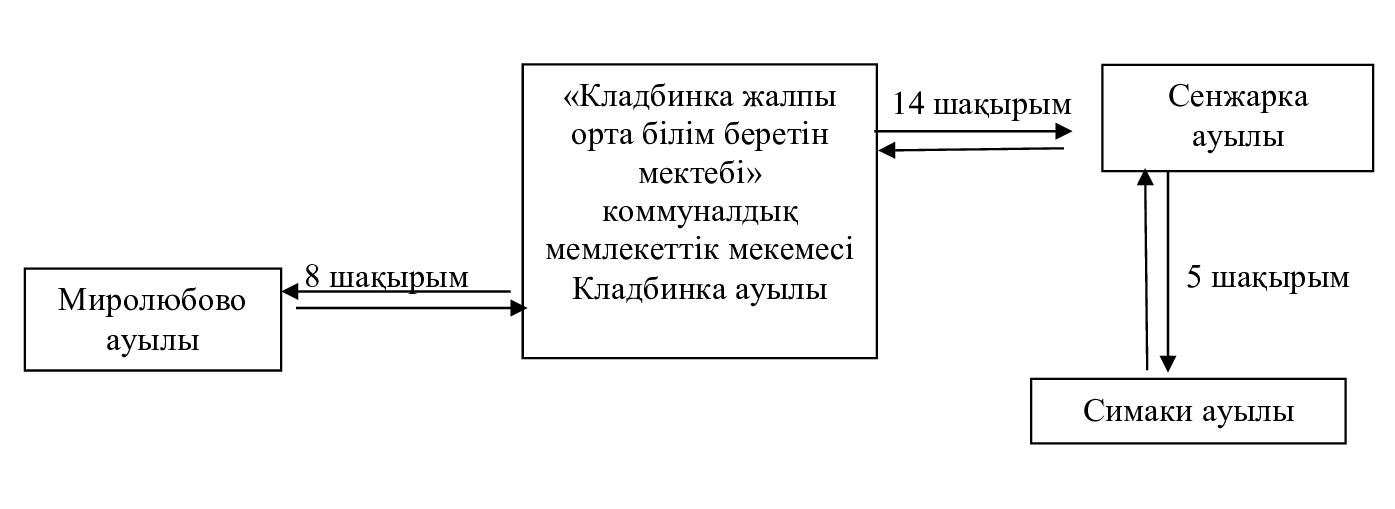 «Кладбинка жалпы
орта білім беретін
мектебі»
коммуналдық
мемлекеттік мекемесі
Кладбинка ауылы
14 шақырым
Сенжарка
ауылы
8 шақырым
Миролюбово
ауылы
5 шақырым
Симаки ауылы